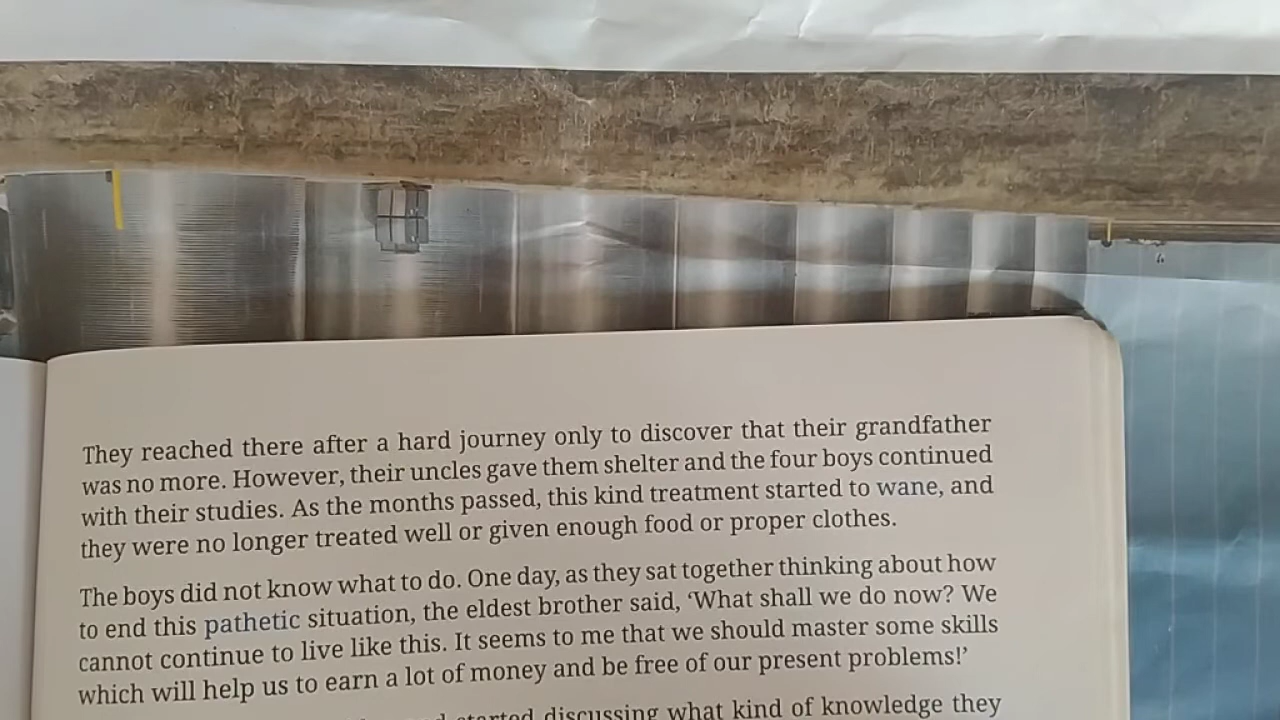 They reached there after a hard journey only to discover that their grandfather
was no more. However, their uncles gave them shelter and the four boys continued
with their studies. As the months passed, this kind treatment started to wane, and
they were no longer treated well or given enough food or proper clothes.
The boys did not know what to do. One day, as they sat together thinking about how
to end this pathetic situation, the eldest brother said, ‘What shall we do now? We
cannot continue to live like this. It seems to me that we should master some skills
which will help us to earn a lot of money and be free of our present problems!’
started discussing what kind of knowledge they